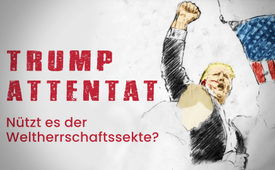 TRUMP
ATTENTAT
Nützt es der
Weltherrschaftssekte?